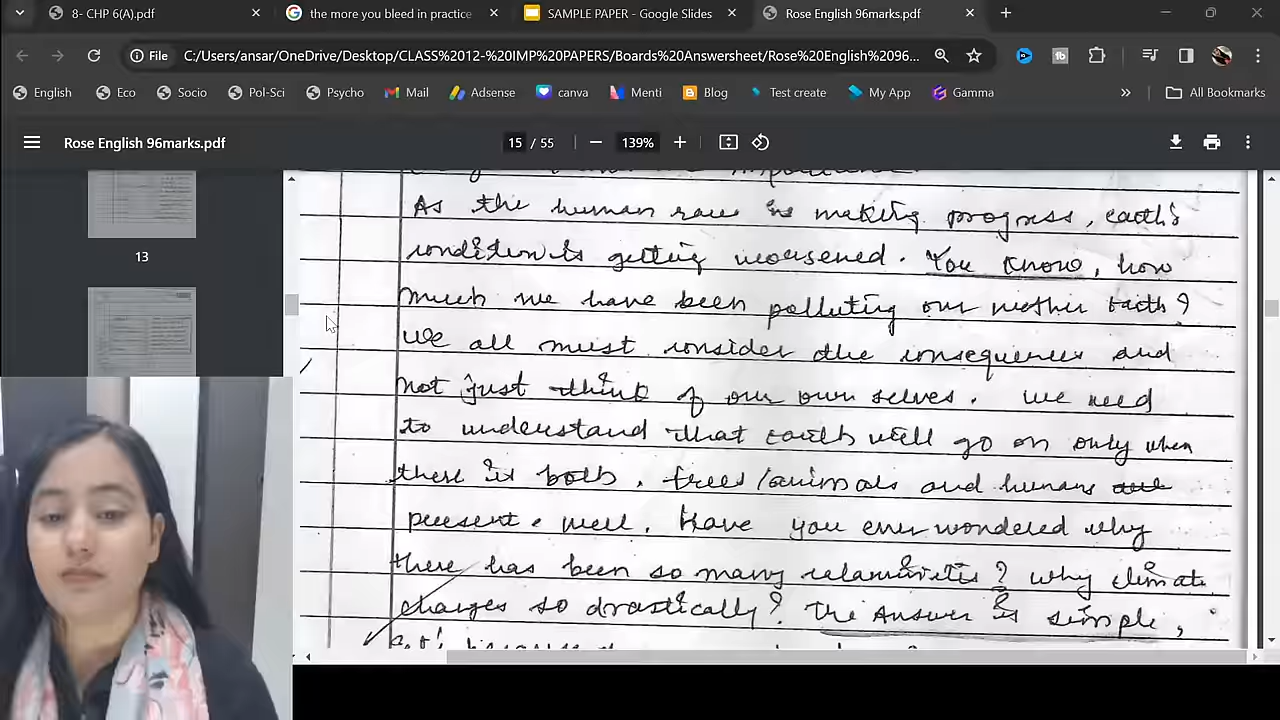 8- CHP 6(A).pdf
the more you bleed in practice
SAMPLE PAPER - Google Slides
Rose English 96marks.pdf
File
C:/Users/ansar/OneDrive/Desktop/CLASS%2012-%20IMP%20PAPERS/Boards%20Answersheet/Rose%20English%2096...
English
Eco
Socio
Pol-Sci
Psycho
Mail
Adsense
canva
Menti
Blog
Test create
My App
Gamma
»
All Bookmarks
Rose English 96marks.pdf
15 / 55
139%
13
As the human race is making progress, earth's
condition is getting worsened. You know, how
much we have been polluting our mother Earth?
We all must consider the consequences and
not just think of our own selves. We need
to understand that earth will go on only when
there is both, trees/animals and humans
present. well, Have you ever wondered why
there has been so many calamities? Why climate
changes so drastically? The answer is simple,